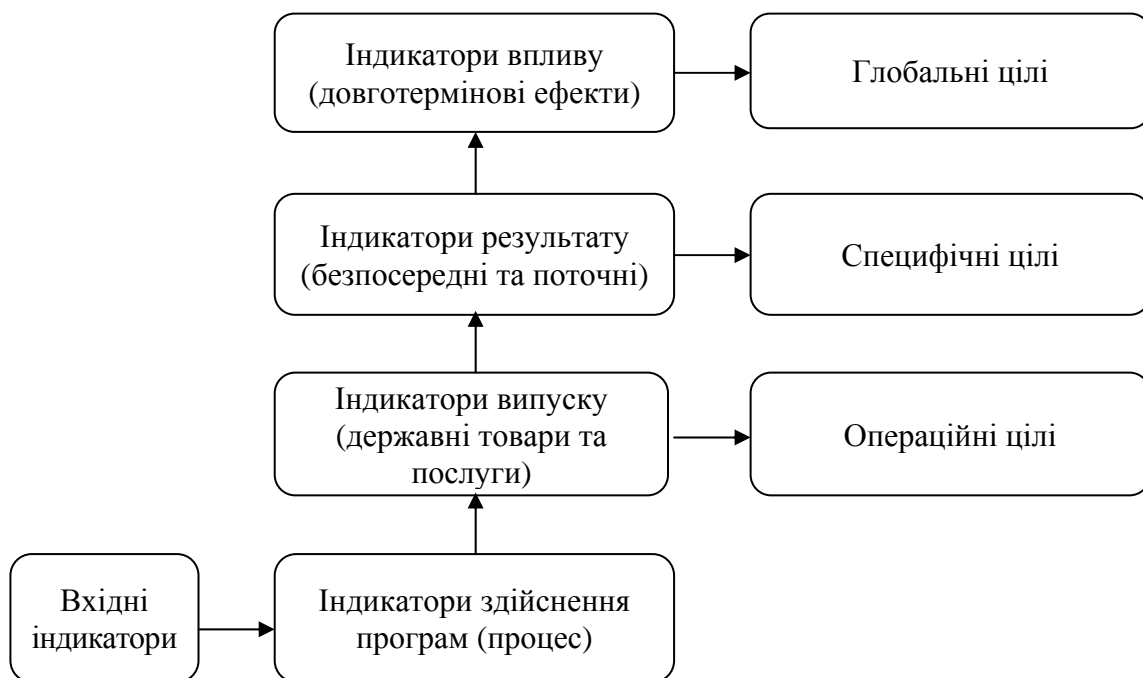 Індикатори впливу
(довготермінові ефекти)
Глобальні цілі
Індикатори результату
(безпосередні та поточні)
Специфічні цілі
Індикатори випуску
(державні товари та
послуги)
Операційні цілі
Вхідні
індикатори
Індикатори здійснення
програм (процес)